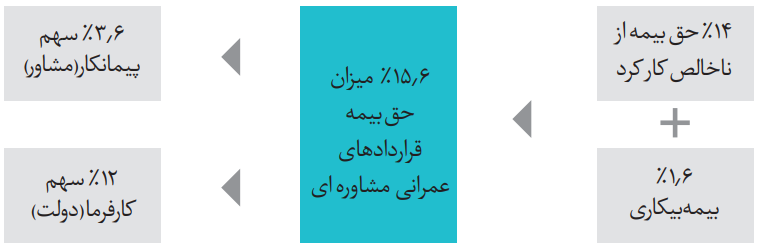 ٪۱۴ حق بیمه از
ناخالص کارکرد
+
٪۱٫۶
بیمه‌بیکاری
٪۱۵٫۶ میزان
حق بیمه
قراردادهای
عمرانی مشاوره ای
٪۳٫۶ سهم
پیمانکار(مشاور)
٪۱۲ سهم
کارفرما(دولت)